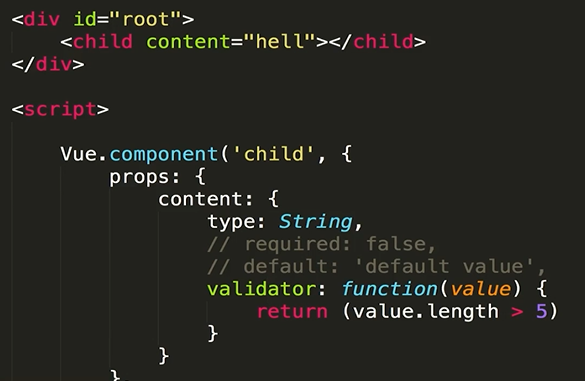 <div id="root">
    <child content="hell"></child>
</div>

<script>

    Vue.component('child', {
        props: {
            content: {
                type: String,
                // required: false,
                // default: 'default value',
                validator: function(value) {
                    return (value.length > 5)
                }
            }
        }